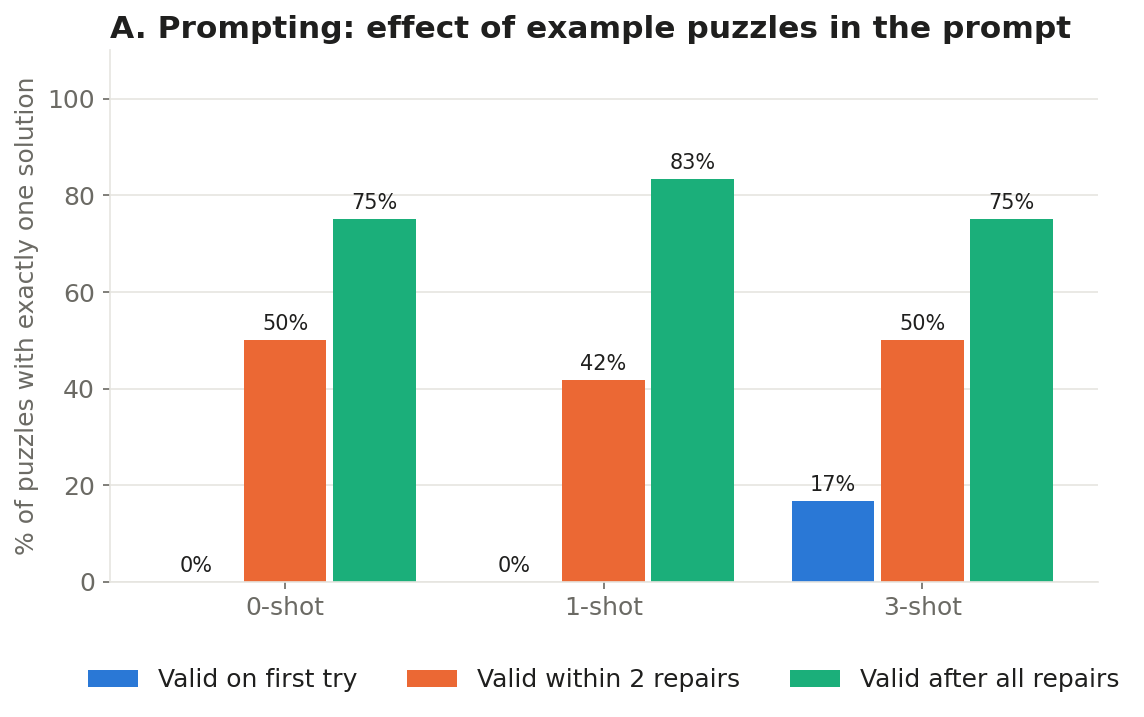 A. Prompting: effect of example puzzles in the prompt
% of puzzles with exactly one solution
100
80
60
40
20
0
0%
50%
75%
0%
42%
83%
17%
50%
75%
0-shot
1-shot
3-shot
Valid on first try
Valid within 2 repairs
Valid after all repairs